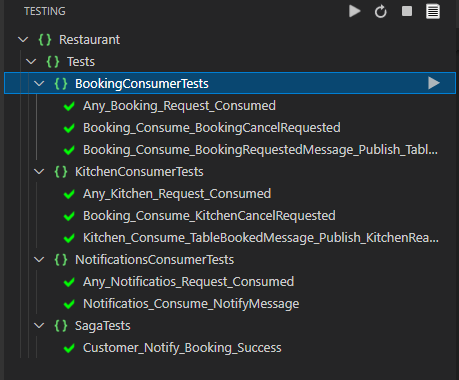 TESTING
Restaurant
Tests
BookingConsumerTests
Any_Booking_Request_Consumed
Booking_Consume_BookingCancelRequested
Booking_Consume_BookingRequestedMessage_Publish_Tabl...
KitchenConsumerTests
Any_Kitchen_Request_Consumed
Booking_Consume_KitchenCancelRequested
Kitchen_Consume_TableBookedMessage_Publish_KitchenRea...
NotificationsConsumerTests
Any_Notificatios_Request_Consumed
Notificatios_Consume_NotifyMessage
SagaTests
Customer_Notify_Booking_Success